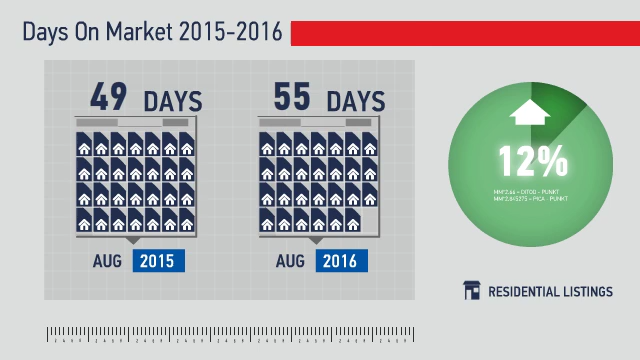 Days On Market 2015-2016
49 DAYS
55 DAYS
AUG 2015
AUG 2016
12%
RESIDENTIAL LISTINGS